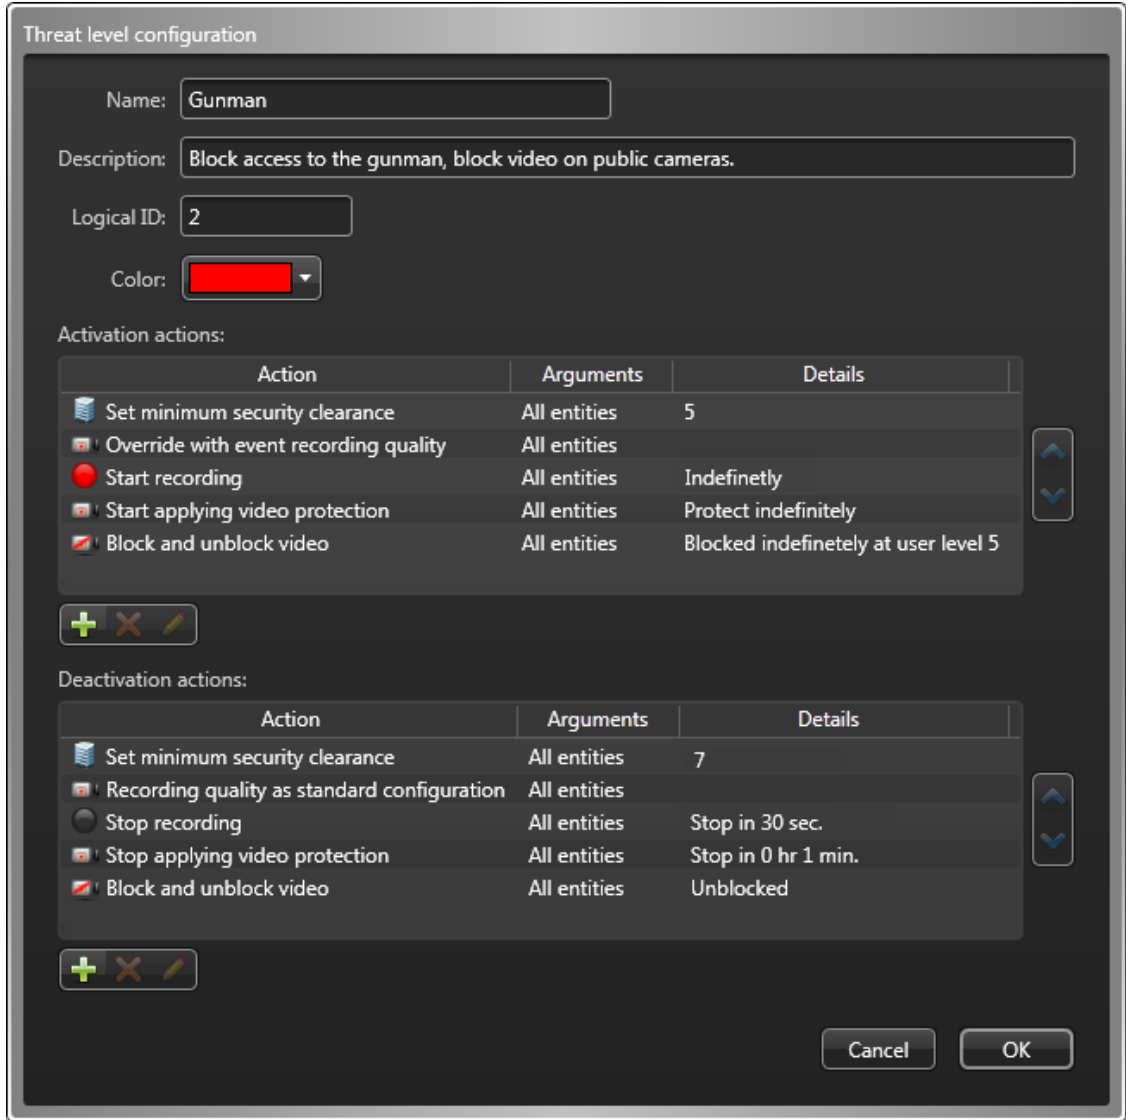 Threat level configuration
Name: Gunman
Description: Block access to the gunman, block video on public cameras.
Logical ID: 2
Color:
Activation actions:
Action Arguments Details
Set minimum security clearance All entities 5
Override with event recording quality All entities
Start recording All entities Indefinetly
Start applying video protection All entities Protect indefinitely
Block and unblock video All entities Blocked indefinetely at user level 5
Deactivation actions:
Action Arguments Details
Set minimum security clearance All entities 7
Recording quality as standard configuration All entities
Stop recording All entities Stop in 30 sec.
Stop applying video protection All entities Stop in 0 hr 1 min.
Block and unblock video All entities Unblocked
Cancel OK